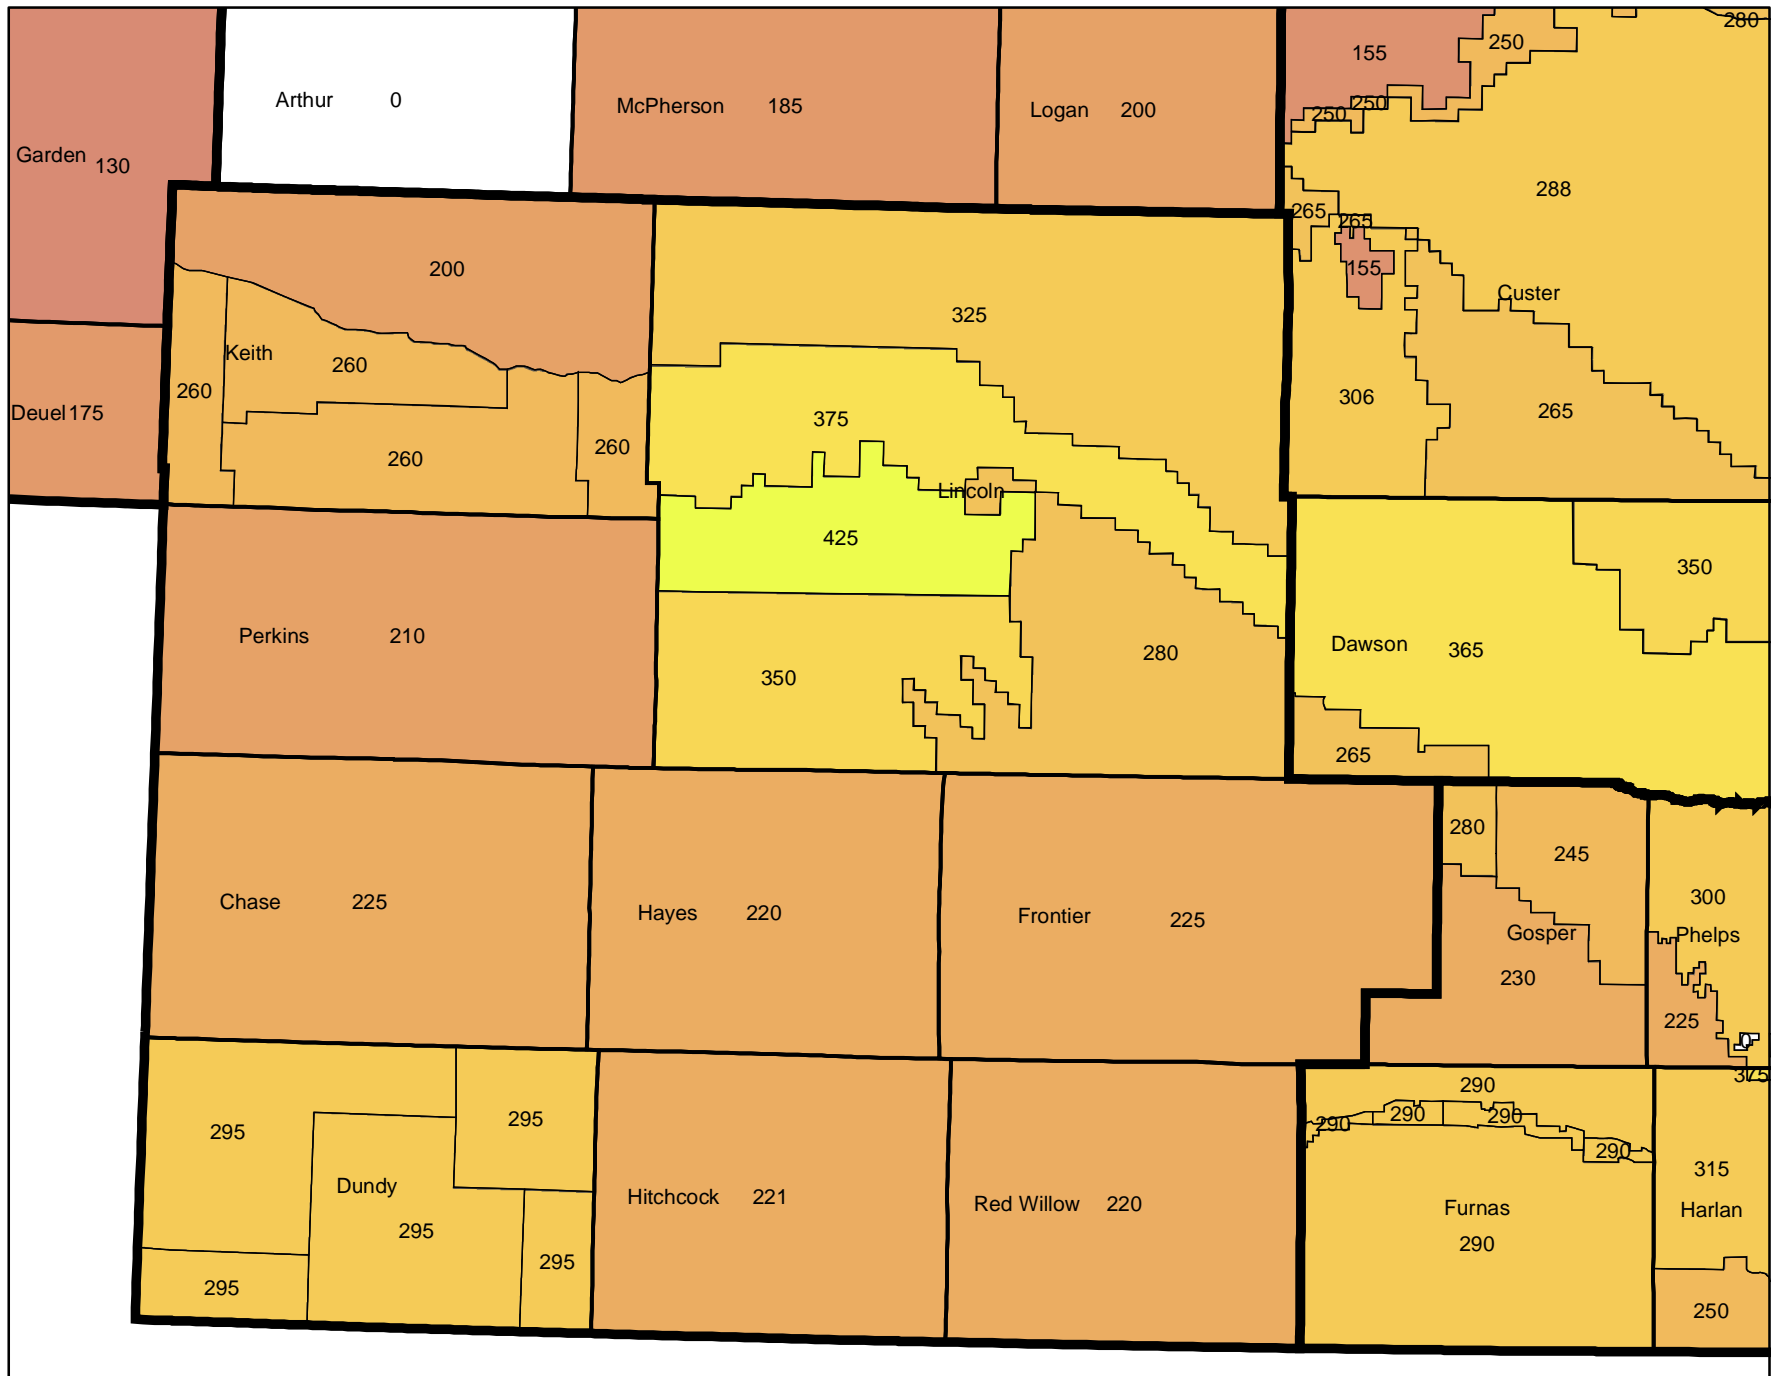 280
155
250
Arthur 0
McPherson 185
Logan 200
250
250
Garden 130
288
265
265
200
155
Custer
325
Keith
260
260
306
265
Deuel 175
375
260
260
Lincoln
425
350
Perkins 210
Dawson 365
280
350
265
280
245
Chase 225
Hayes 220
Frontier 225
300
Gosper
Phelps
230
225
0
375
290
290
290
290
290
295
295
315
Dundy
Hitchcock 221
Red Willow 220
Furnas
Harlan
295
290
295
295
250